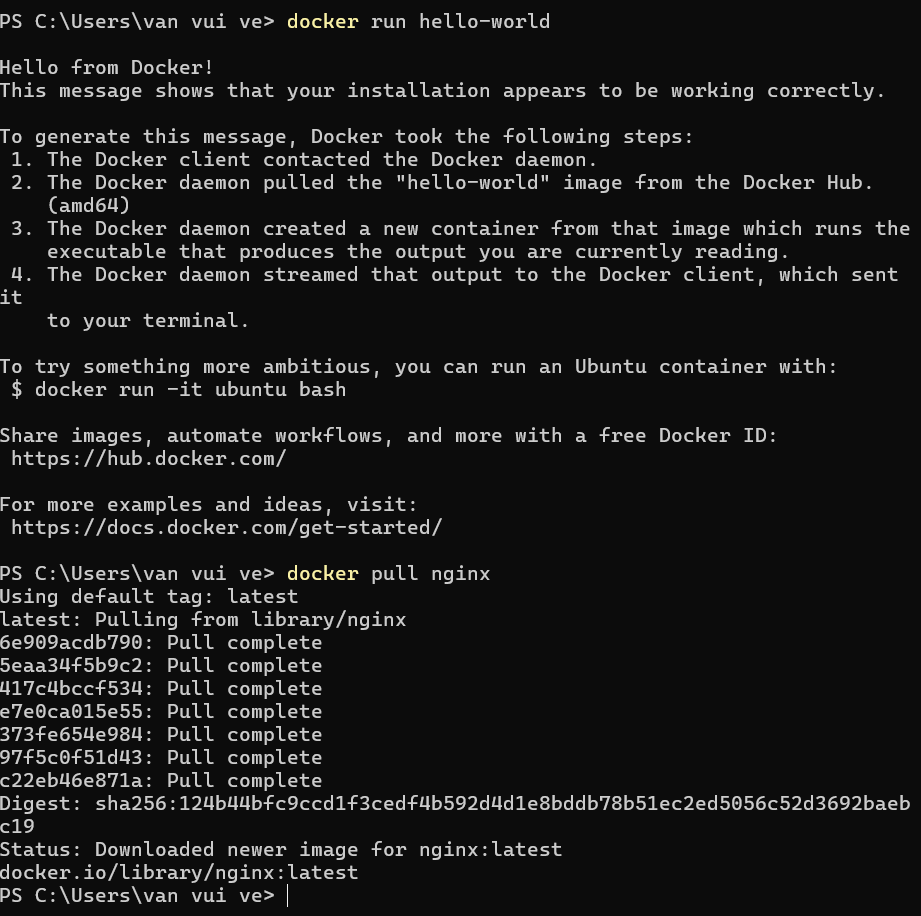 PS C:\Users\van vui ve> docker run hello-world
Hello from Docker!
This message shows that your installation appears to be working correctly.
To generate this message, Docker took the following steps:
 1. The Docker client contacted the Docker daemon.
 2. The Docker daemon pulled the "hello-world" image from the Docker Hub.
    (amd64)
 3. The Docker daemon created a new container from that image which runs the
    executable that produces the output you are currently reading.
 4. The Docker daemon streamed that output to the Docker client, which sent
it
    to your terminal.
To try something more ambitious, you can run an Ubuntu container with:
 $ docker run -it ubuntu bash
Share images, automate workflows, and more with a free Docker ID:
 https://hub.docker.com/
For more examples and ideas, visit:
 https://docs.docker.com/get-started/
PS C:\Users\van vui ve> docker pull nginx
Using default tag: latest
latest: Pulling from library/nginx
6e909acdb790: Pull complete
5eaa34f5b9c2: Pull complete
417c4bccf534: Pull complete
e7e0ca015e55: Pull complete
373fe654e984: Pull complete
97f5c0f51d43: Pull complete
c22eb46e871a: Pull complete
Digest: sha256:124b44bfc9ccd1f3cedf4b592d4d1e8bddb78b51ec2ed5056c52d3692baeb
c19
Status: Downloaded newer image for nginx:latest
docker.io/library/nginx:latest
PS C:\Users\van vui ve>